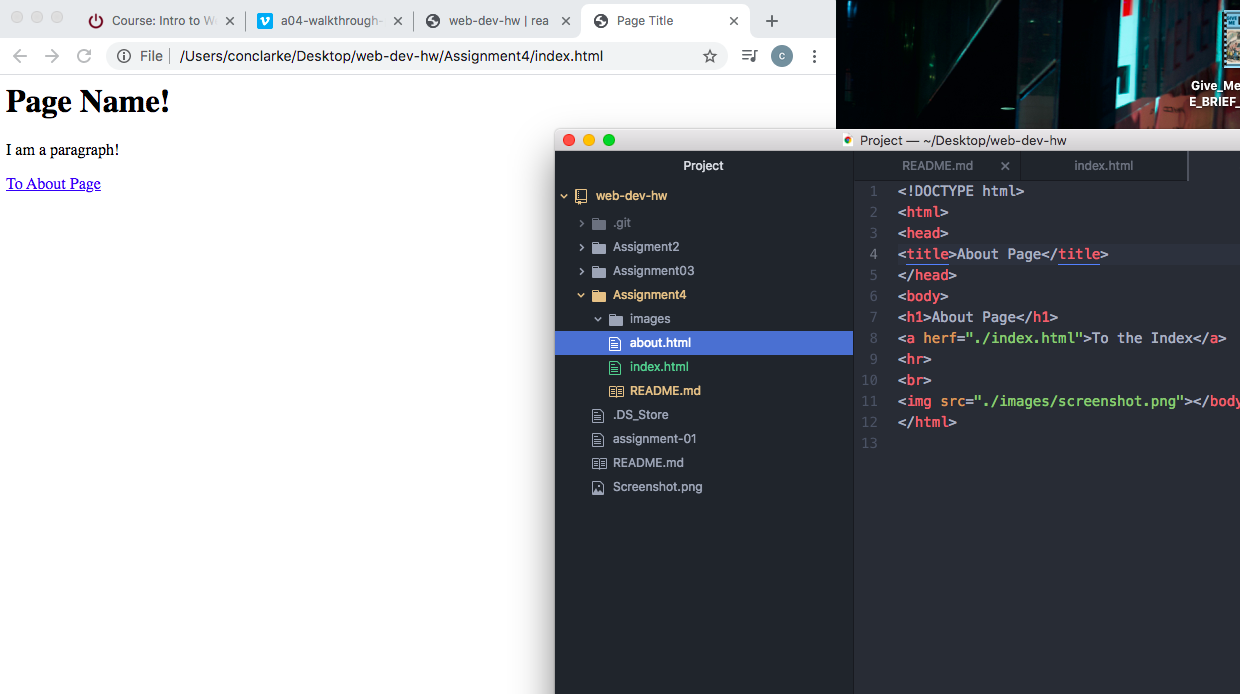 Course: Intro to W
a04-walkthrough-
web-dev-hw | rea
Page Title
File
/Users/conclarke/Desktop/web-dev-hw/Assignment4/index.html
c
Page Name!
I am a paragraph!
To About Page
Give_Me
E_BRIEF_
Project — ~/Desktop/web-dev-hw
Project
web-dev-hw
.git
Assigment2
Assignment03
Assignment4
images
about.html
index.html
README.md
.DS_Store
assignment-01
README.md
Screenshot.png
README.md
index.html
1 <!DOCTYPE html>
2 <html>
3 <head>
4 <title>About Page</title>
5 </head>
6 <body>
7 <h1>About Page</h1>
8 <a herf="./index.html">To the Index</a>
9 <hr>
10 <br>
11 <img src="./images/screenshot.png"></body
12 </html>
13